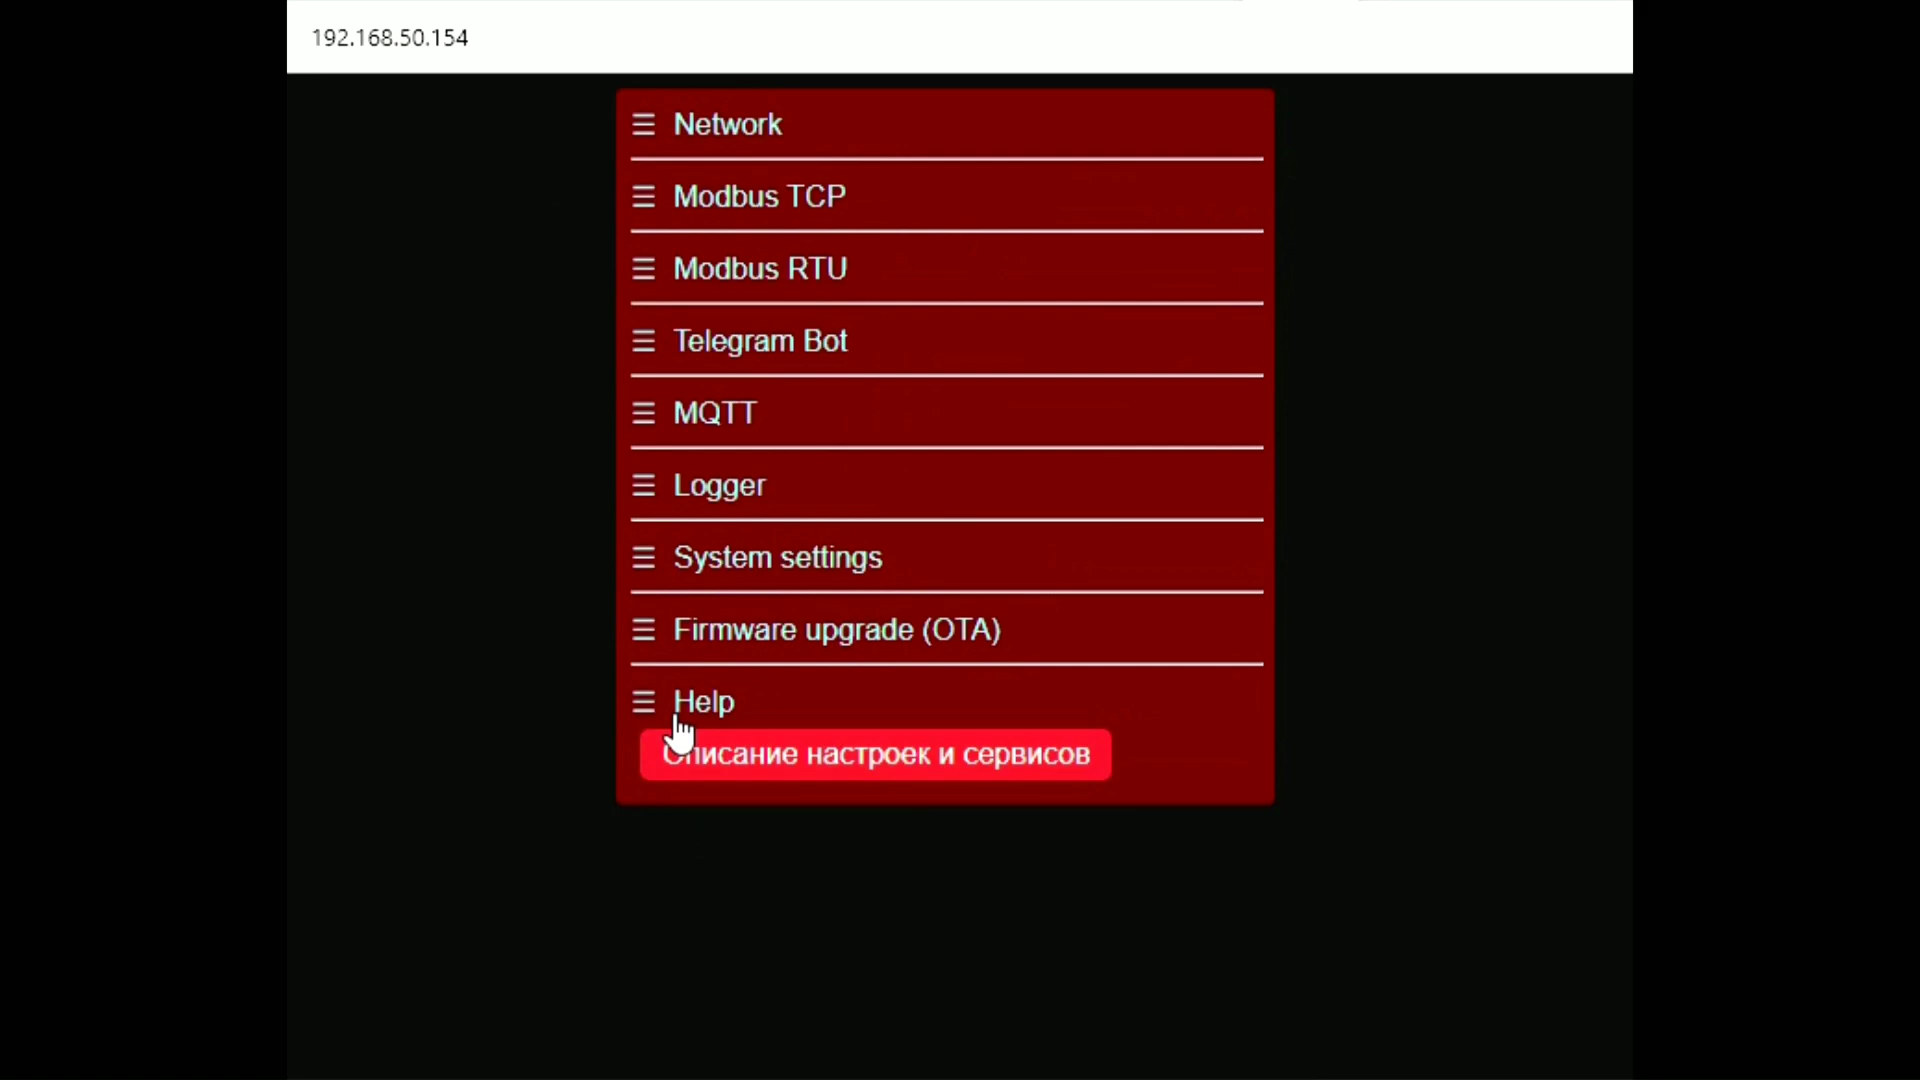 192.168.50.154
Network
Modbus TCP
Modbus RTU
Telegram Bot
MQTT
Logger
System settings
Firmware upgrade (OTA)
Help
Описание настроек и сервисов